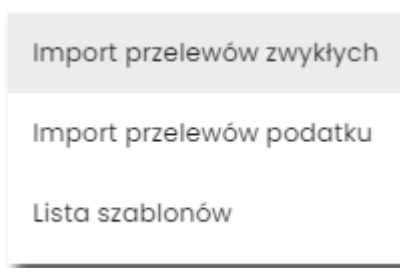 Import przelewów zwykłych
Import przelewów podatku
Lista szablonów